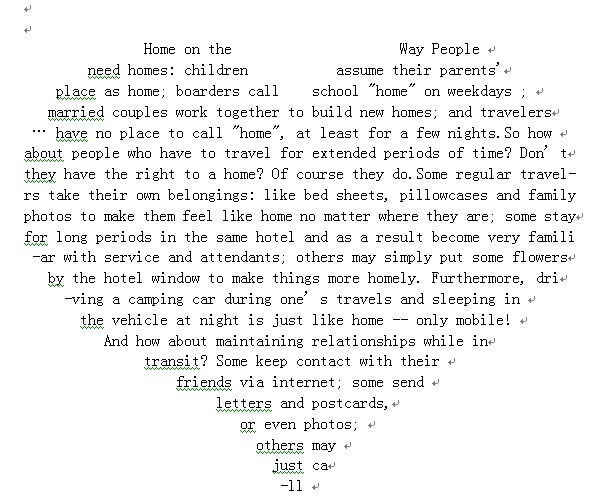 Home on the Way People
need homes: children assume their parents'
place as home; boarders call school "home" on weekdays ;
married couples work together to build new homes; and travelers
… have no place to call "home", at least for a few nights.So how
about people who have to travel for extended periods of time? Don't
they have the right to a home? Of course they do.Some regular travel-
rs take their own belongings: like bed sheets, pillowcases and family
photos to make them feel like home no matter where they are; some stay
for long periods in the same hotel and as a result become very famili
-ar with service and attendants; others may simply put some flowers
by the hotel window to make things more homely. Furthermore, dri
-ving a camping car during one's travels and sleeping in
the vehicle at night is just like home -- only mobile!
And how about maintaining relationships while in
transit? Some keep contact with their
friends via internet; some send
letters and postcards,
or even photos;
others may
just ca
-ll